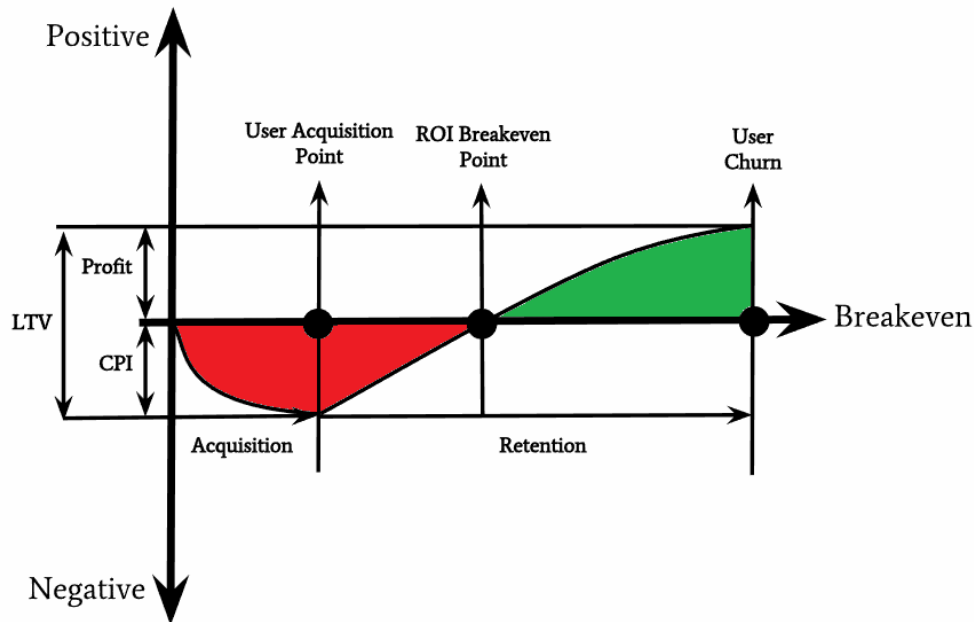 Positive
User Acquisition
Point
ROI Breakeven
Point
User
Churn
Profit
LTV
Breakeven
CPI
Acquisition
Retention
Negative